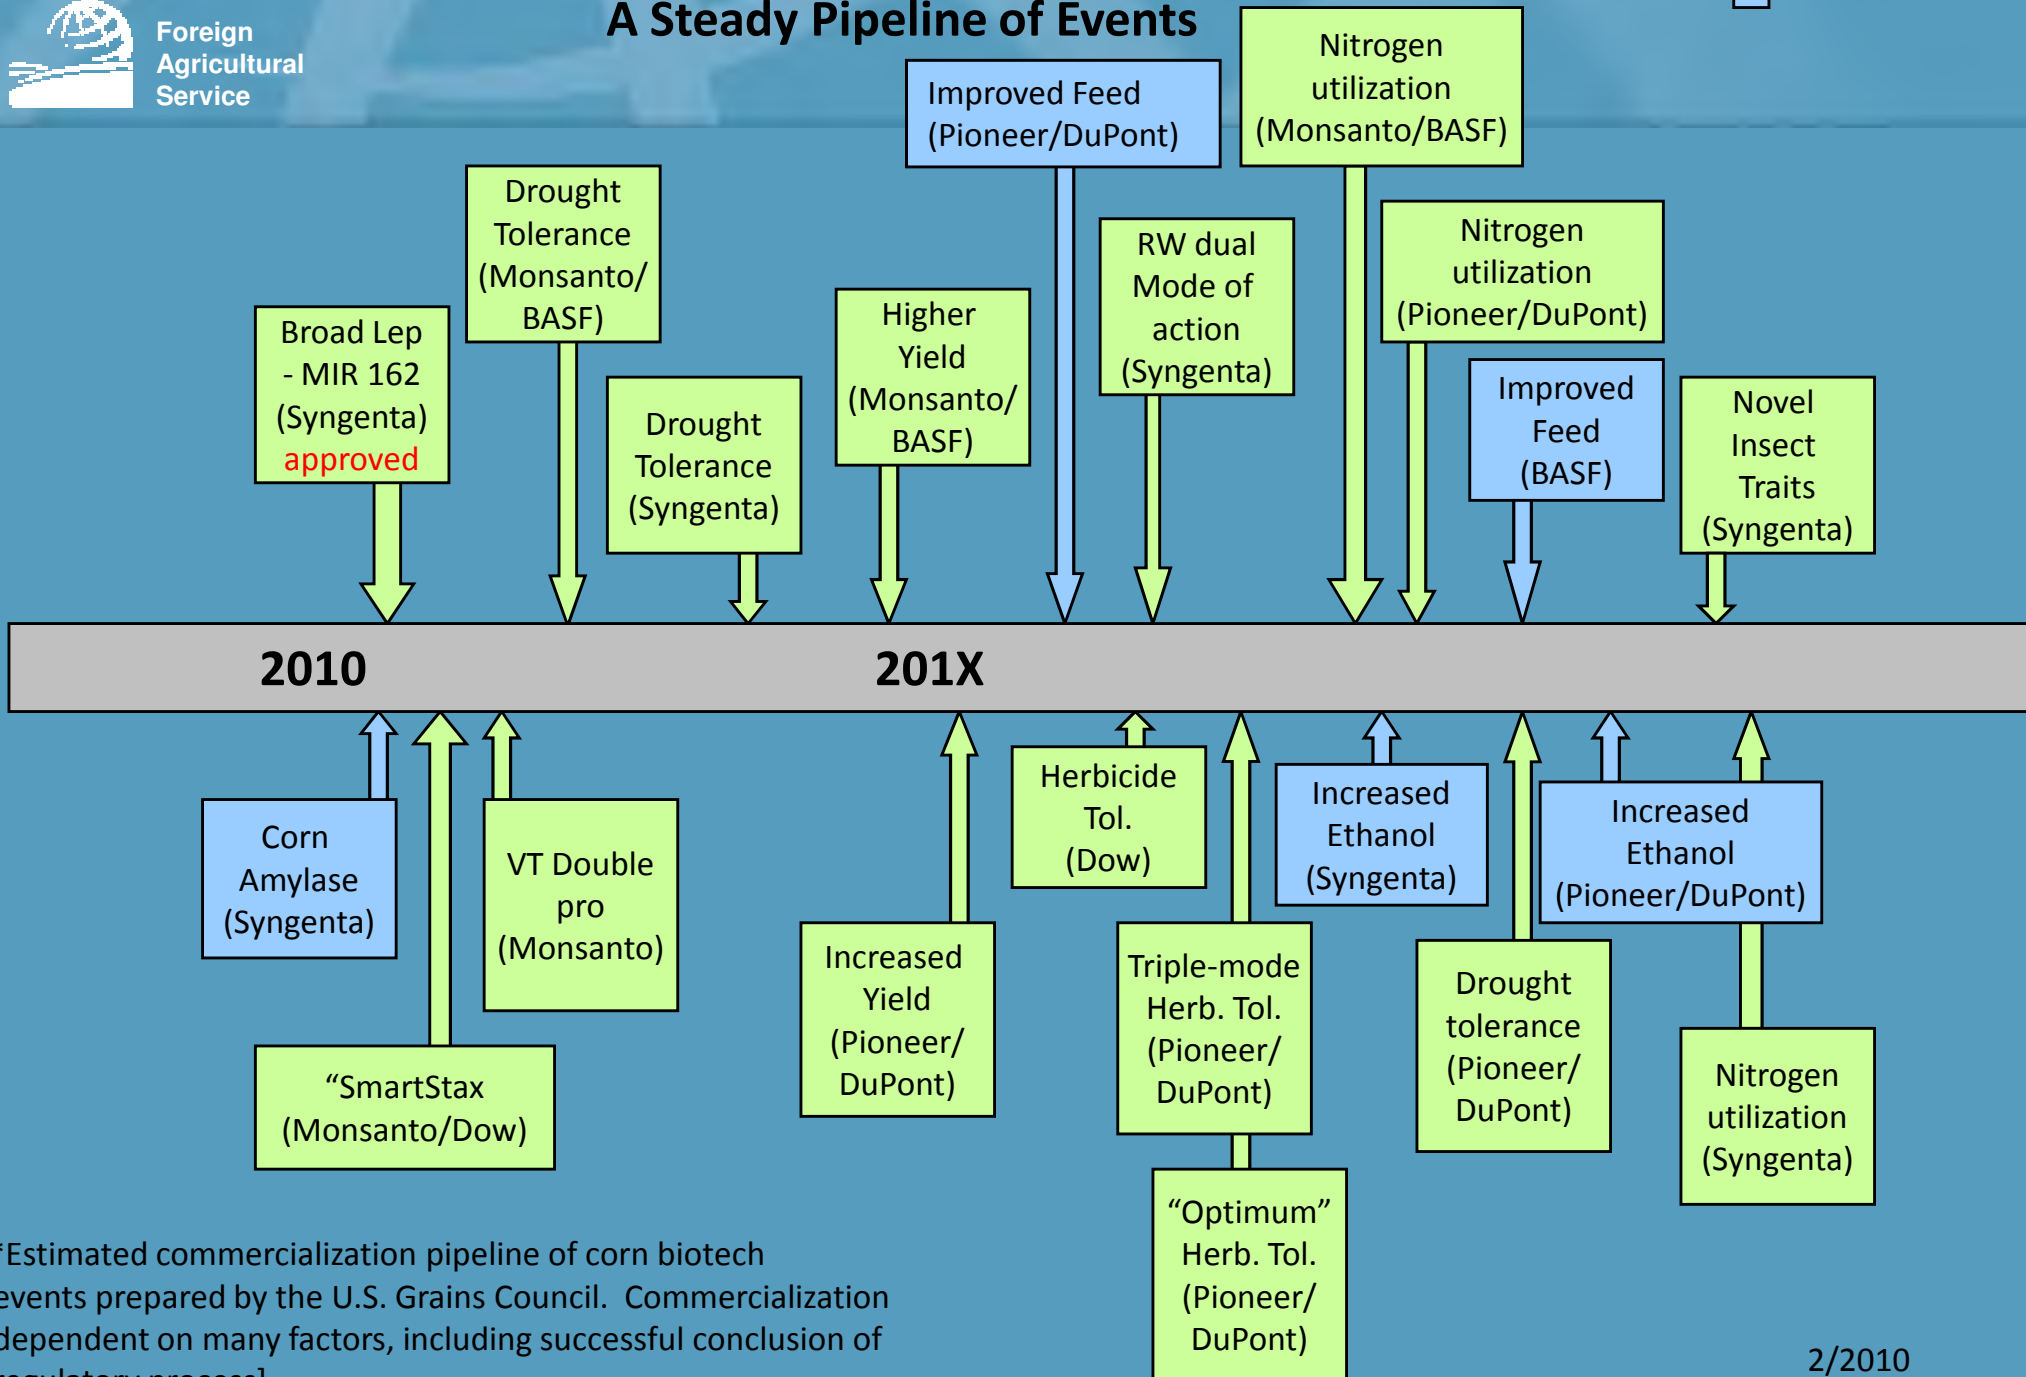 Foreign
Agricultural
Service
A Steady Pipeline of Events
Improved Feed
(Pioneer/DuPont)
Nitrogen
utilization
(Monsanto/BASF)
Drought
Tolerance
(Monsanto/
BASF)
RW dual
Mode of
action
(Syngenta)
Nitrogen
utilization
(Pioneer/DuPont)
Broad Lep
- MIR 162
(Syngenta)
approved
Drought
Tolerance
(Syngenta)
Higher
Yield
(Monsanto/
BASF)
Improved
Feed
(BASF)
Novel
Insect
Traits
(Syngenta)
2010
201X
Corn
Amylase
(Syngenta)
VT Double
pro
(Monsanto)
"SmartStax
(Monsanto/Dow)
Increased
Yield
(Pioneer/
DuPont)
Herbicide
Tol.
(Dow)
Triple-mode
Herb. Tol.
(Pioneer/
DuPont)
"Optimum"
Herb. Tol.
(Pioneer/
DuPont)
Increased
Ethanol
(Syngenta)
Drought
tolerance
(Pioneer/
DuPont)
Increased
Ethanol
(Pioneer/DuPont)
Nitrogen
utilization
(Syngenta)
*Estimated commercialization pipeline of corn biotech
events prepared by the U.S. Grains Council. Commercialization
dependent on many factors, including successful conclusion of
regulatory process]
2/2010